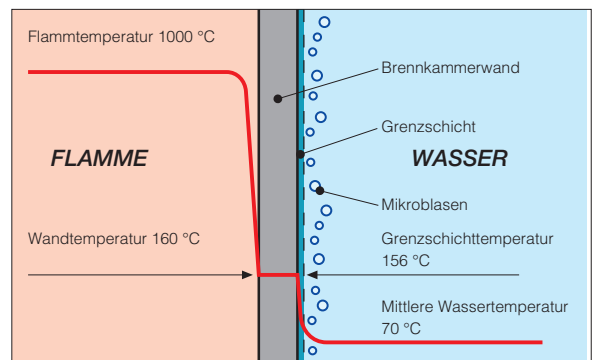 Flammtemperatur 1000 °C
Brennkammerwand
Grenzschicht
FLAMME
WASSER
Mikroblasen
Wandtemperatur 160 °C
Grenzschichttemperatur
156 °C
Mittlere Wassertemperatur
70 °C